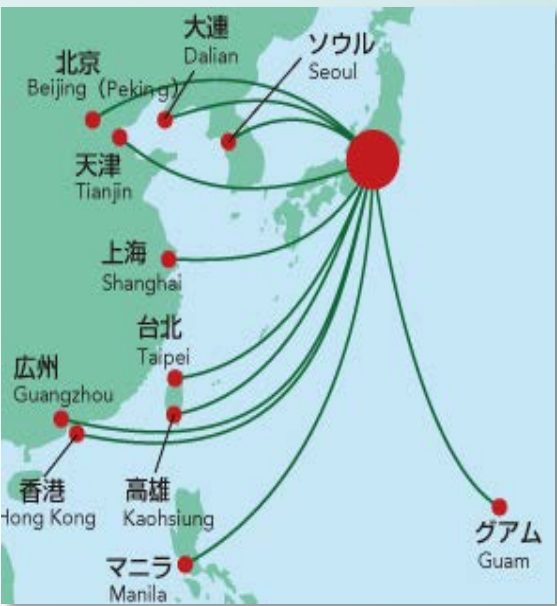 大連
Dalian
ソウル
Seoul
北京
Beijing (Peking)
天津
Tianjin
上海
Shanghai
台北
Taipei
広州
Guangzhou
香港
Hong Kong
高雄
Kaohsiung
マニラ
Manila
グアム
Guam